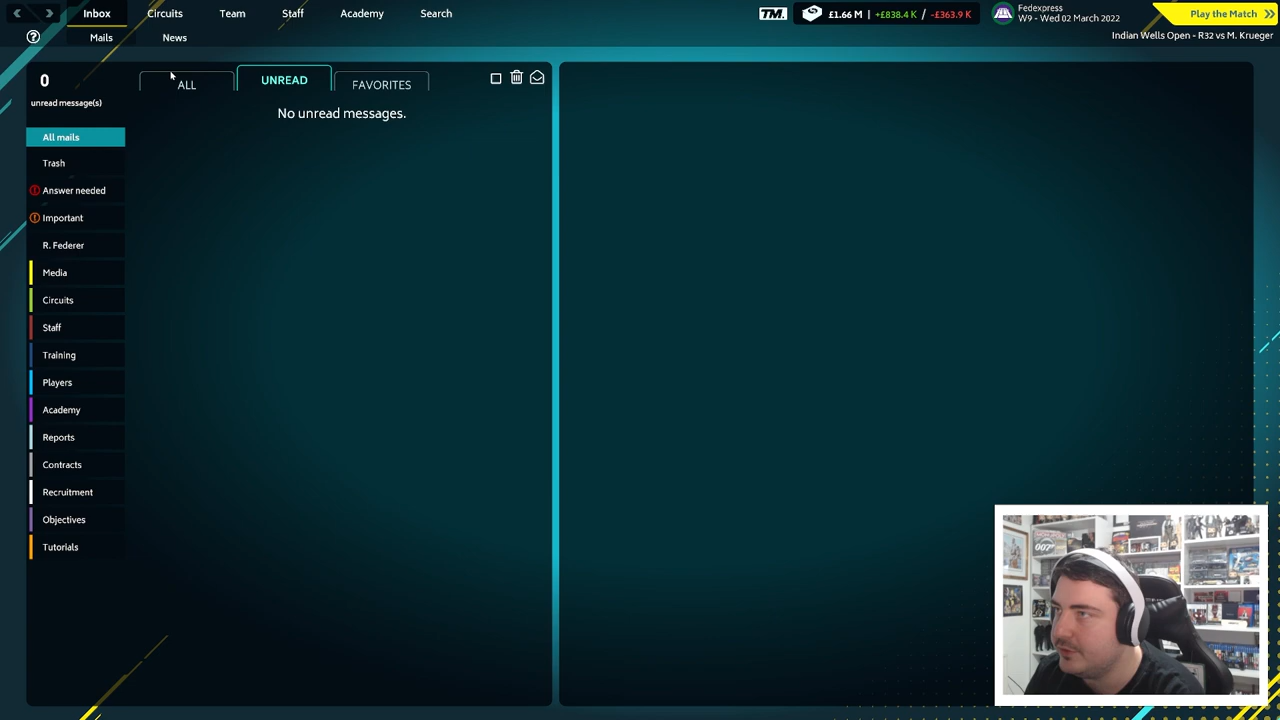 Inbox
Circuits
Team
Staff
Academy
Search
TM.
£1.66 M | +£838.4 K / -£363.9 K
Fedexpress
W9 - Wed 02 March 2022
Play the Match
Mails
News
Indian Wells Open - R32 vs M. Krueger
0
unread message(s)
ALL
UNREAD
FAVORITES
No unread messages.
All mails
Trash
Answer needed
Important
R. Federer
Media
Circuits
Staff
Training
Players
Academy
Reports
Contracts
Recruitment
Objectives
Tutorials
007